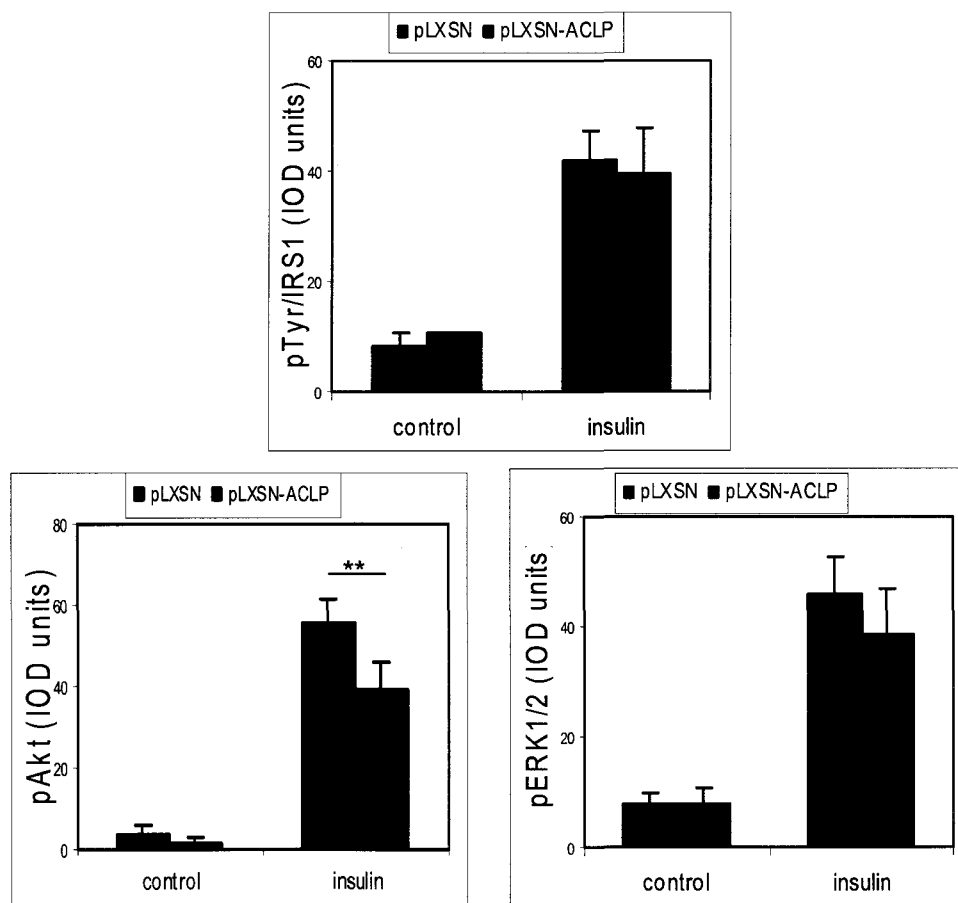 ■ pLXSN ■ pLXSN-ACLP
pTyr/IRS1 (IOD units)
60
40
20
0
control insulin
■ pLXSN ■ pLXSN-ACLP
pAkt (IOD units)
80
60
40
20
0
**
control insulin
■ pLXSN ■ pLXSN-ACLP
pERK1/2 (IOD units
60
40
20
0
control insulin